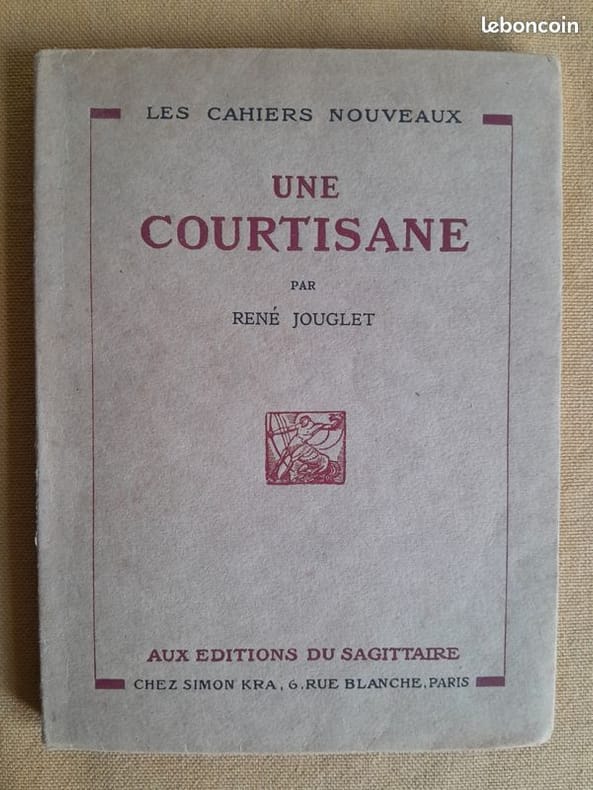 leboncoin
LES CAHIERS NOUVEAUX
UNE
COURTISANE
PAR
RENÉ JOUGLET
AUX EDITIONS DU SAGITTAIRE
CHEZ SIMON KRA, 6, RUE BLANCHE, PARIS